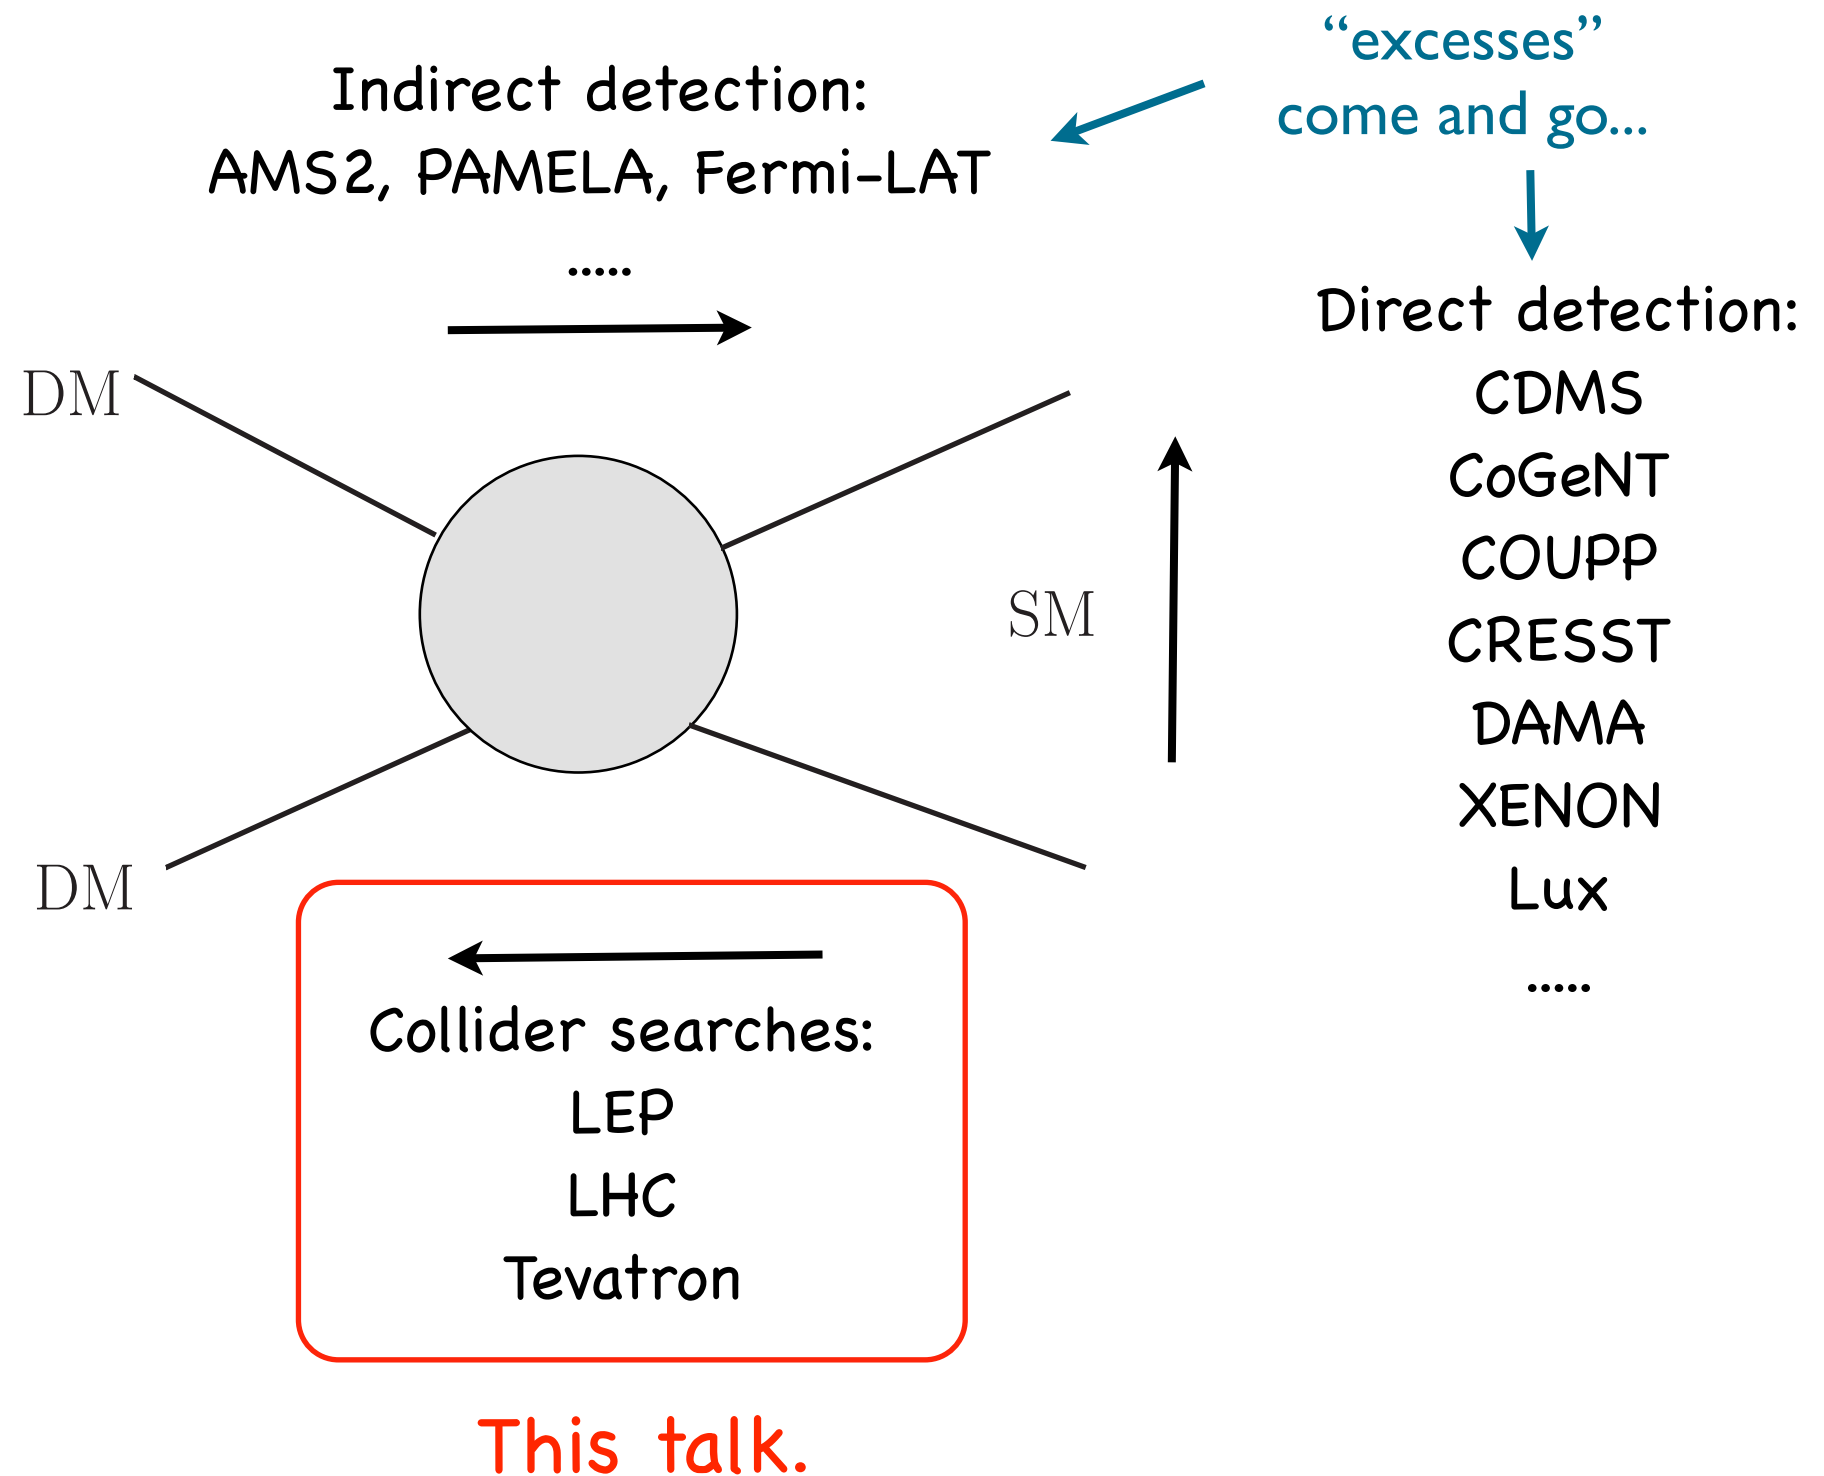 “excesses”
come and go...
Indirect detection:
AMS2, PAMELA, Fermi-LAT
.....
Direct detection:
CDMS
CoGeNT
COUPP
CRESST
DAMA
XENON
Lux
.....
DM
SM
DM
Collider searches:
LEP
LHC
Tevatron
This talk.